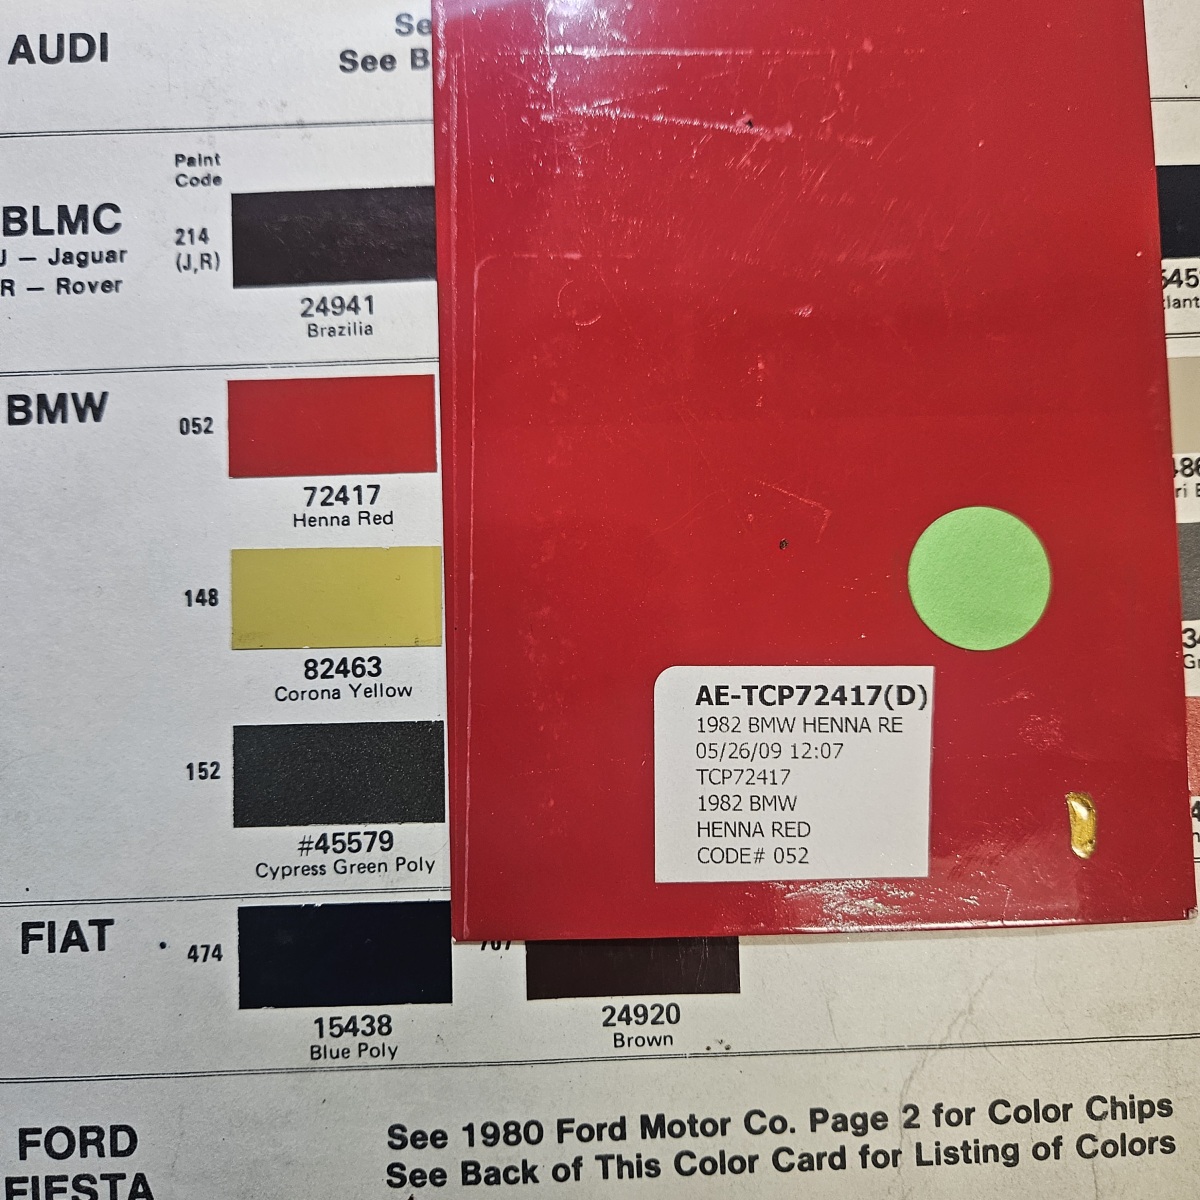 AUDI
See B
Paint
Code
BLMC
J – Jaguar
R – Rover
214
(J,R)
24941
Brazilia
BMW
052
72417
Henna Red
148
82463
Corona Yellow
152
#45579
Cypress Green Poly
AE-TCP72417(D)
1982 BMW HENNA RE
05/26/09 12:07
TCP72417
1982 BMW
HENNA RED
CODE# 052
FIAT
474
15438
Blue Poly
24920
Brown
FORD
FIESTA
See 1980 Ford Motor Co. Page 2 for Color Chips
See Back of This Color Card for Listing of Colors